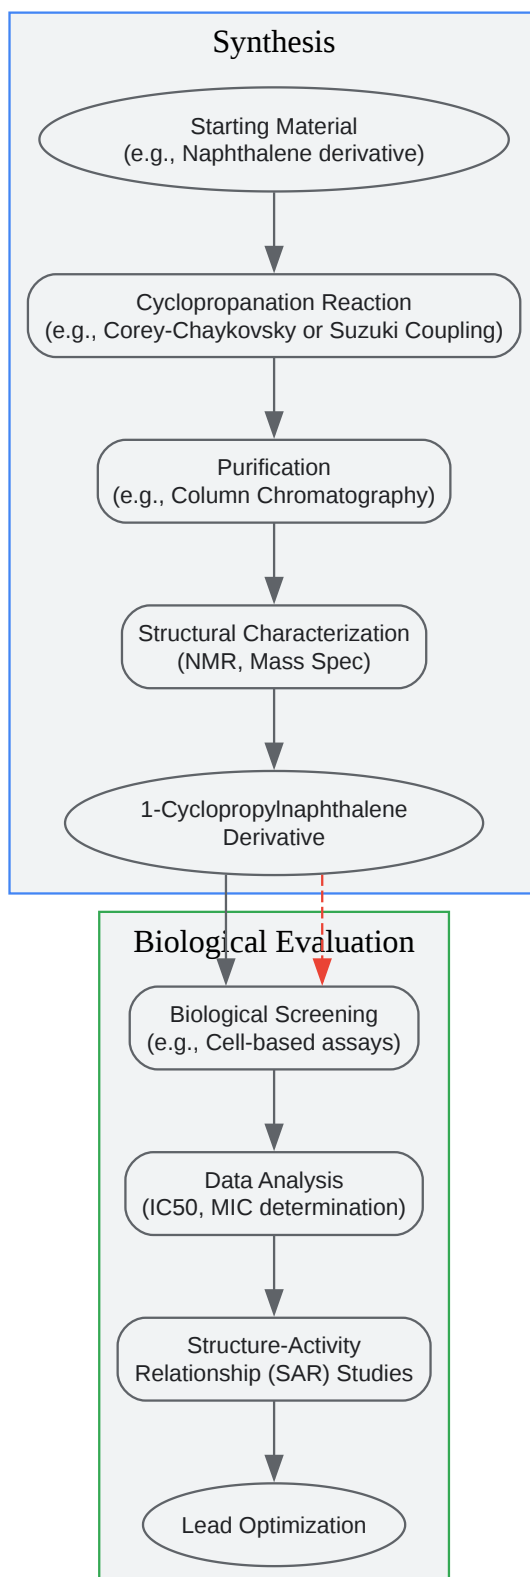 Synthesis
Starting Material
(e.g., Naphthalene derivative)
Cyclopropanation Reaction
(e.g., Corey-Chaykovsky or Suzuki Coupling)
Purification
(e.g., Column Chromatography)
Structural Characterization
(NMR, Mass Spec)
1-Cyclopropylnaphthalene
Derivative
Biological Evaluation
Biological Screening
(e.g., Cell-based assays)
Data Analysis
(IC50, MIC determination)
Structure-Activity
Relationship (SAR) Studies
Lead Optimization